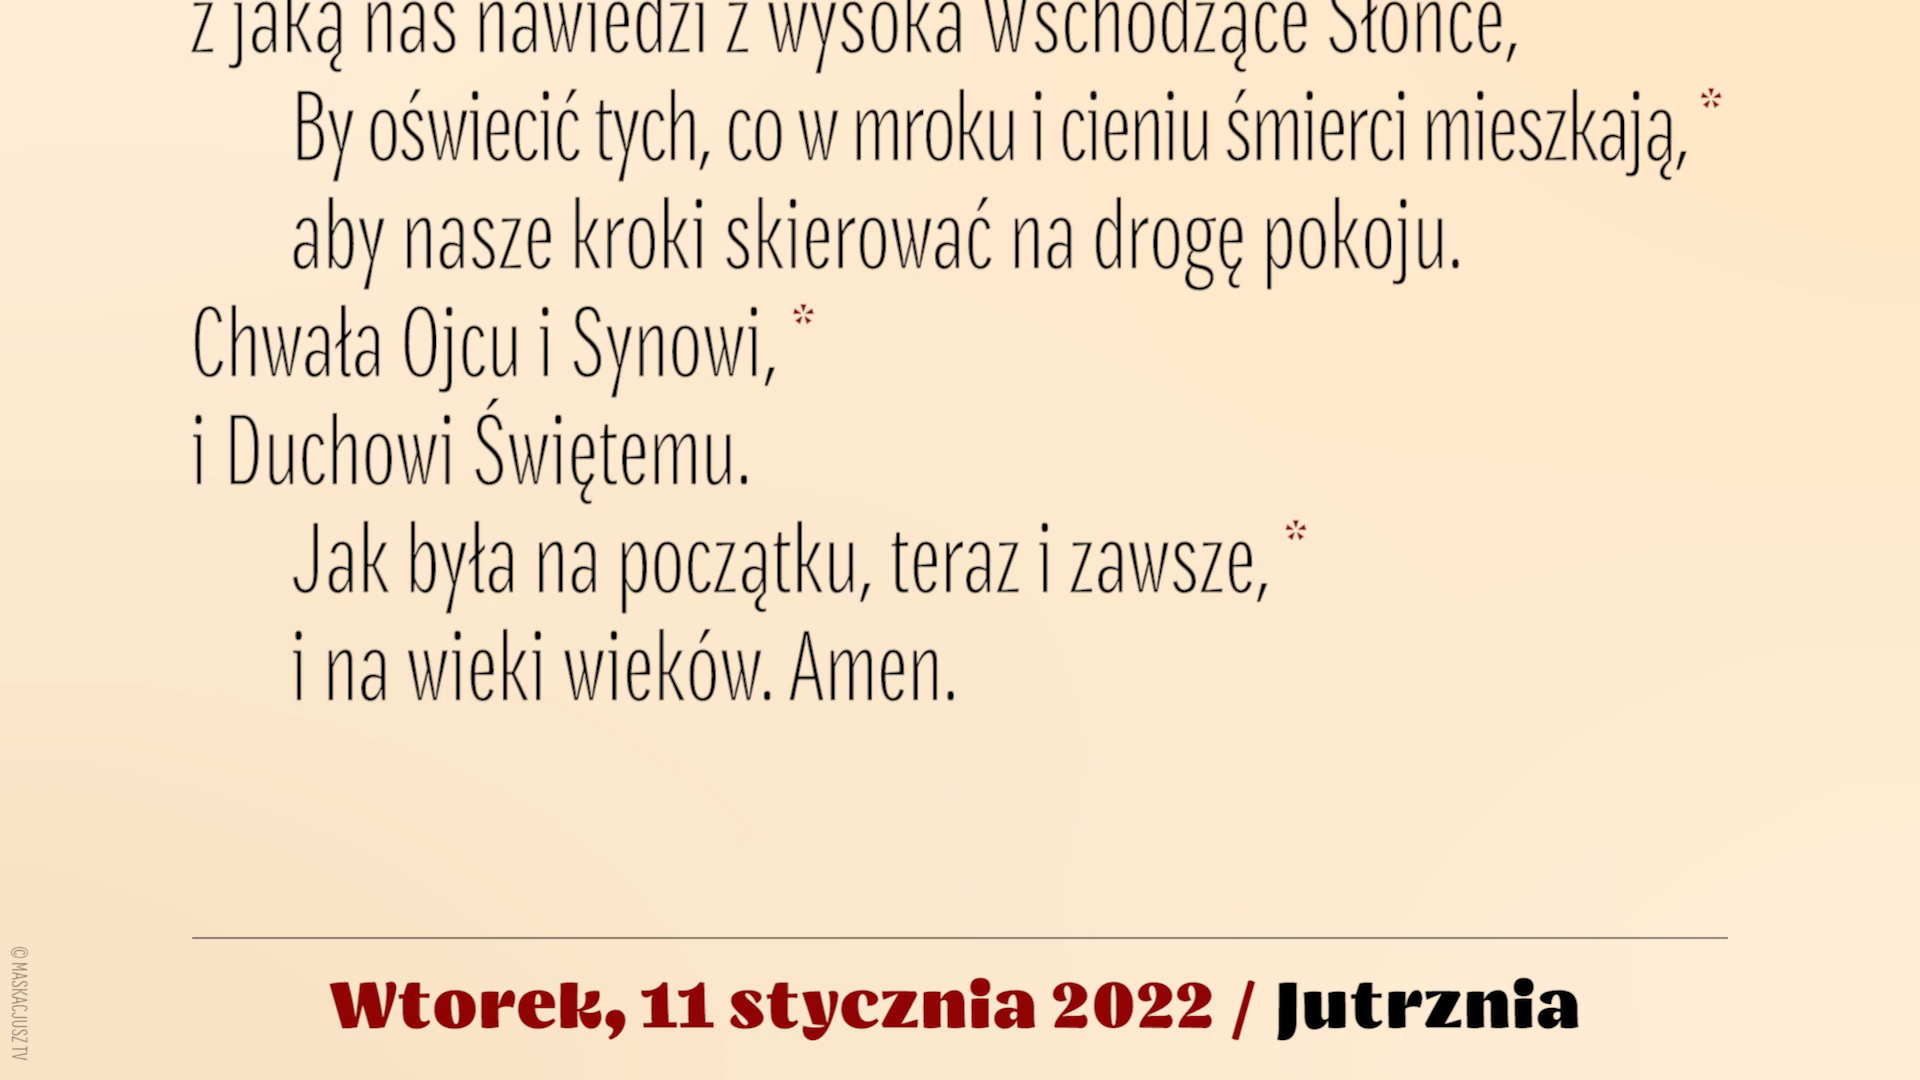 z jaką nas nawiedzi z wysoka Wschodzące Słońce,
By oświecić tych, co w mroku i cieniu śmierci mieszkają, *
aby nasze kroki skierować na drogę pokoju.
Chwała Ojcu i Synowi, *
i Duchowi Świętemu.
Jak była na początku, teraz i zawsze, *
i na wieki wieków. Amen.
Wtorek, 11 stycznia 2022 / Jutrznia
© MASKACJUSZ TV